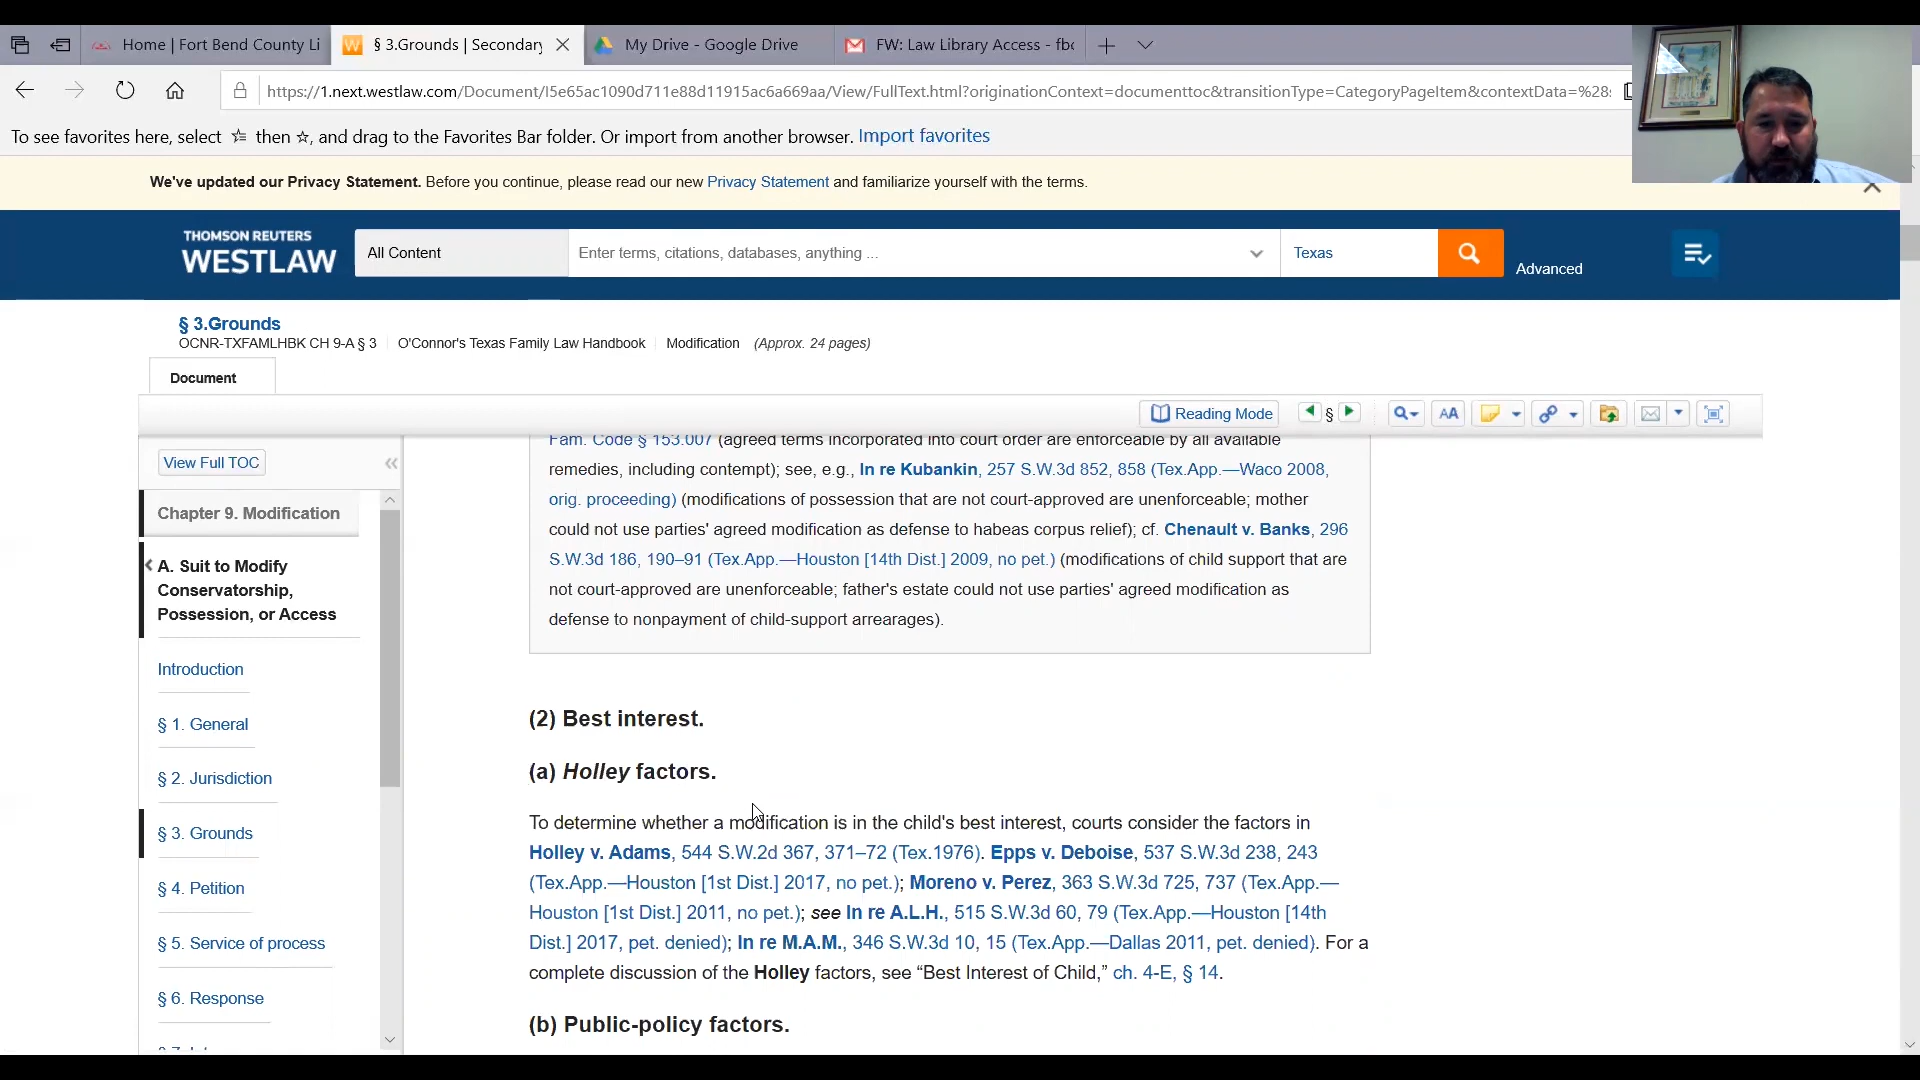 Home | Fort Bend County Li
§ 3.Grounds | Secondary
My Drive - Google Drive
FW: Law Library Access - fbc
https://1.next.westlaw.com/Document/I5e65ac1090d711e88d11915ac6a669aa/View/FullText.html?originationContext=documenttoc&transitionType=CategoryPageItem&contextData=%28s
To see favorites here, select ☆ then ☆, and drag to the Favorites Bar folder. Or import from another browser. Import favorites
We've updated our Privacy Statement. Before you continue, please read our new Privacy Statement and familiarize yourself with the terms.
THOMSON REUTERS
WESTLAW
All Content
Enter terms, citations, databases, anything ...
Texas
Advanced
§ 3.Grounds
OCNR-TXFAMLHBK CH 9-A § 3 O'Connor's Texas Family Law Handbook Modification (Approx. 24 pages)
Document
Reading Mode
§
AA
View Full TOC
Chapter 9. Modification
A. Suit to Modify
Conservatorship,
Possession, or Access
Introduction
§ 1. General
§ 2. Jurisdiction
§ 3. Grounds
§ 4. Petition
§ 5. Service of process
§ 6. Response
Fam. Code § 153.007 (agreed terms incorporated into court order are enforceable by all available
remedies, including contempt); see, e.g., In re Kubankin, 257 S.W.3d 852, 858 (Tex.App.—Waco 2008,
orig. proceeding) (modifications of possession that are not court-approved are unenforceable; mother
could not use parties' agreed modification as defense to habeas corpus relief); cf. Chenault v. Banks, 296
S.W.3d 186, 190–91 (Tex.App.—Houston [14th Dist.] 2009, no pet.) (modifications of child support that are
not court-approved are unenforceable; father's estate could not use parties' agreed modification as
defense to nonpayment of child-support arrearages).
(2) Best interest.
(a) Holley factors.
To determine whether a modification is in the child's best interest, courts consider the factors in
Holley v. Adams, 544 S.W.2d 367, 371–72 (Tex.1976). Epps v. Deboise, 537 S.W.3d 238, 243
(Tex.App.—Houston [1st Dist.] 2017, no pet.); Moreno v. Perez, 363 S.W.3d 725, 737 (Tex.App.—
Houston [1st Dist.] 2011, no pet.); see In re A.L.H., 515 S.W.3d 60, 79 (Tex.App.—Houston [14th
Dist.] 2017, pet. denied); In re M.A.M., 346 S.W.3d 10, 15 (Tex.App.—Dallas 2011, pet. denied). For a
complete discussion of the Holley factors, see “Best Interest of Child,” ch. 4-E, § 14.
(b) Public-policy factors.